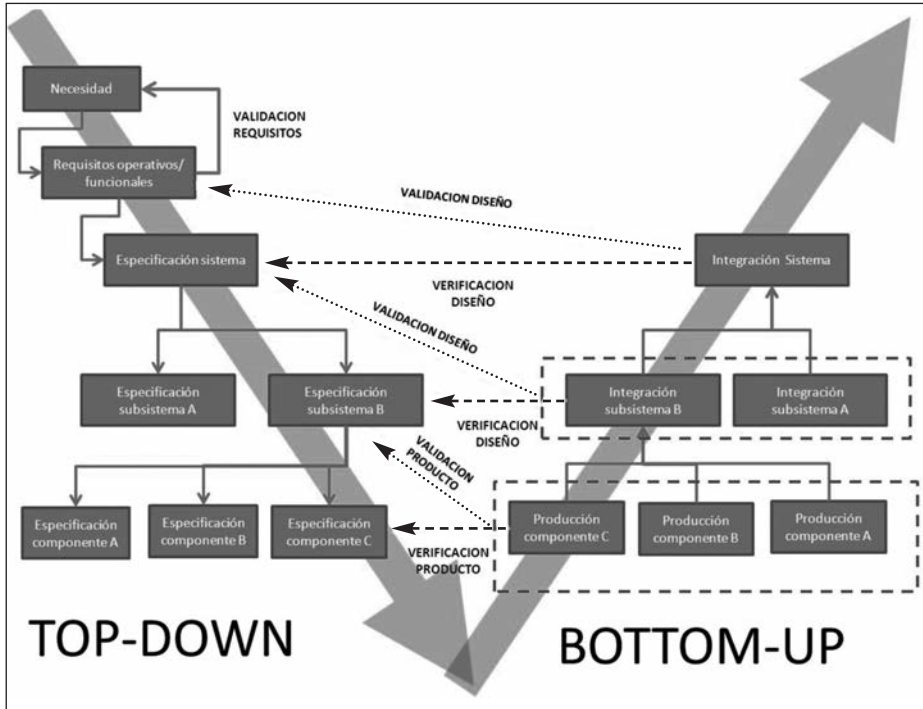 Necesidad
VALIDACION
REQUISITOS
Requisitos operativos/
funcionales
VALIDACION DISEÑO
Especificación sistema
Integración Sistema
VERIFICACION
DISEÑO
VALIDACION DISEÑO
Especificación
subsistema A
Especificación
subsistema B
Integración
subsistema B
Integración
subsistema A
VERIFICACION
DISEÑO
VALIDACION
PRODUCTO
Especificación
componente A
Especificación
componente B
Especificación
componente C
Producción
componente C
Producción
componente B
Producción
componente A
VERIFICACION
PRODUCTO
TOP-DOWN
BOTTOM-UP